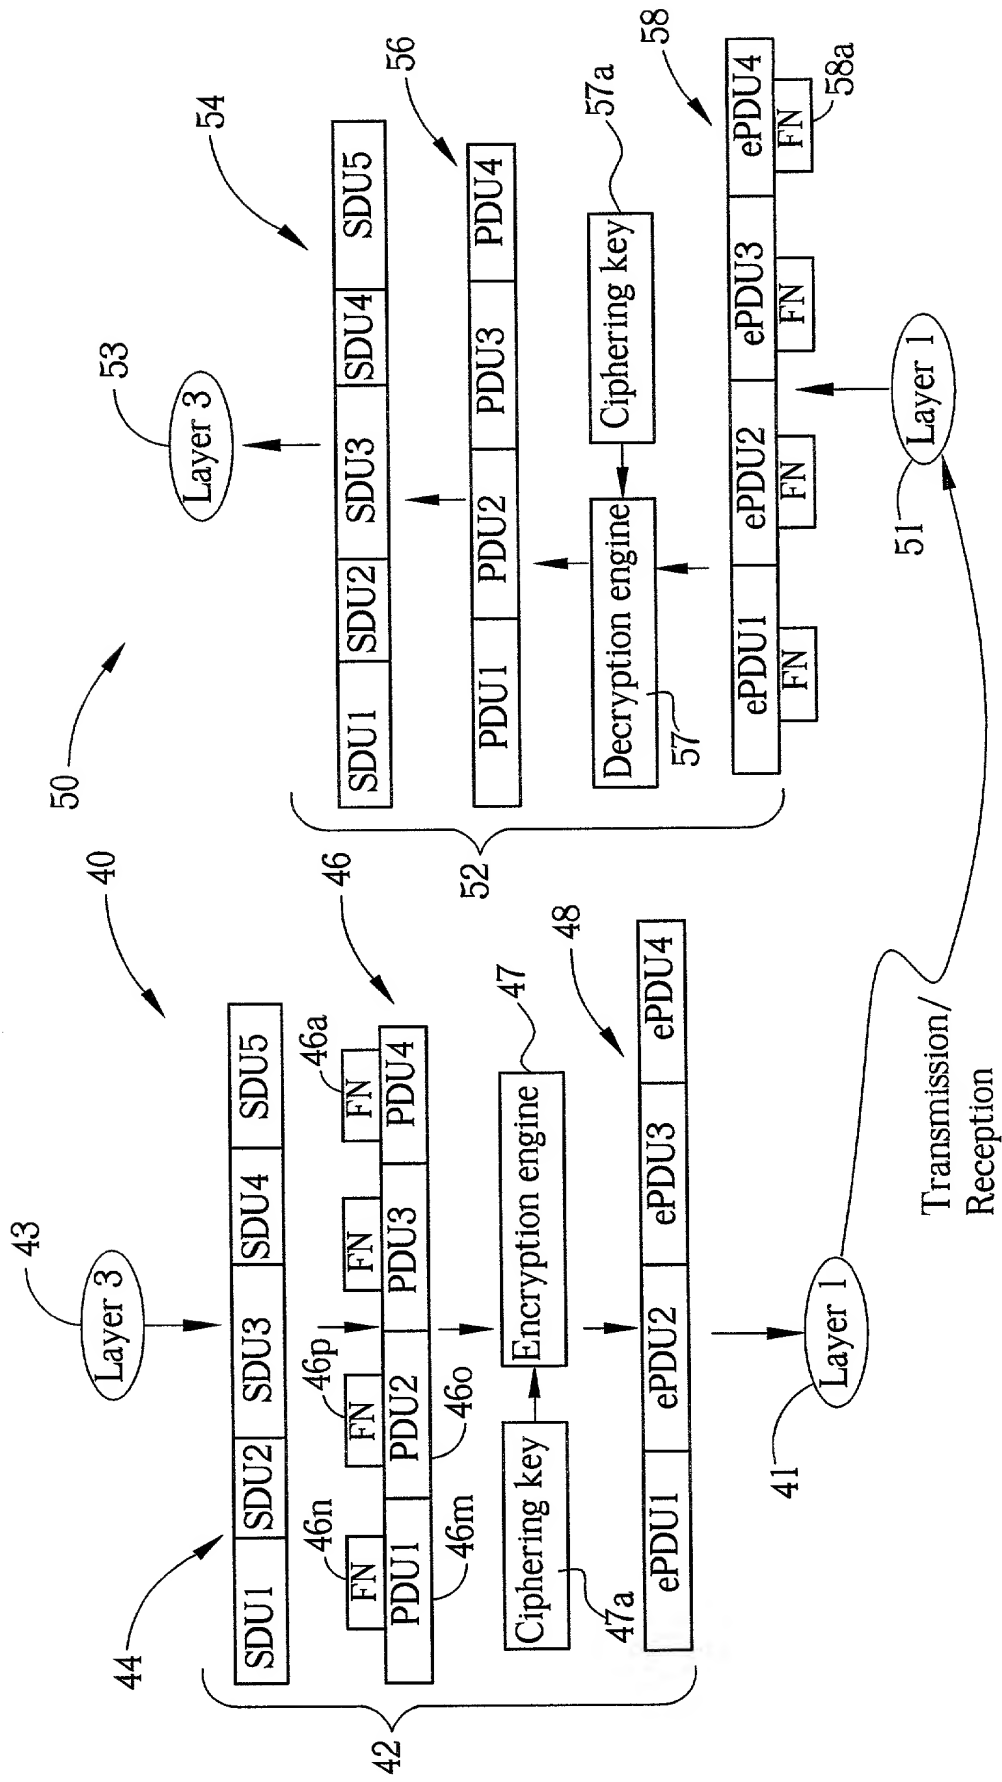 40
43
Layer 3
44
SDU1 SDU2 SDU3 SDU4 SDU5
46n 46p 46a 46
FN FN FN FN
PDU1 PDU2 PDU3 PDU4
46m 46o
42
Ciphering key Encryption engine
47a 47
48
ePDU1 ePDU2 ePDU3 ePDU4
41
Layer 1
Transmission/
Reception
50
53
Layer 3
54
SDU1 SDU2 SDU3 SDU4 SDU5
56
PDU1 PDU2 PDU3 PDU4
52
Decryption engine Ciphering key
57 57a
58
ePDU1 ePDU2 ePDU3 ePDU4
FN FN FN FN
58a
51
Layer 1